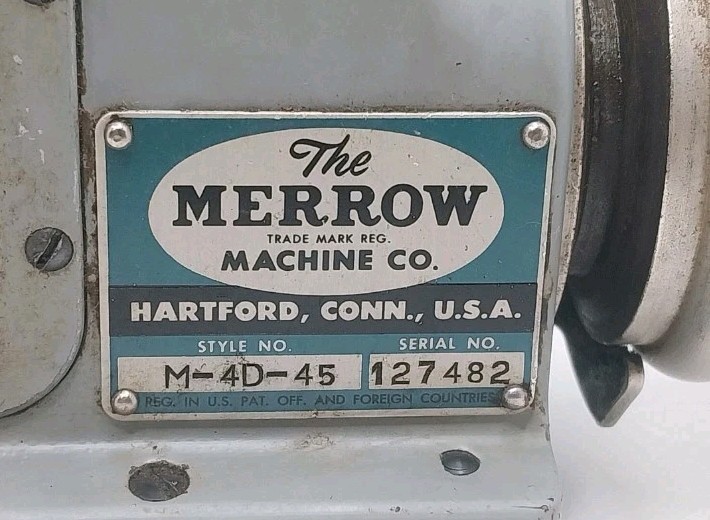 The
MERROW
TRADE MARK REG.
MACHINE CO.
HARTFORD, CONN., U.S.A.
STYLE NO. SERIAL NO.
M-4D-45 127482
REG. IN U.S. PAT. OFF. AND FOREIGN COUNTRIES